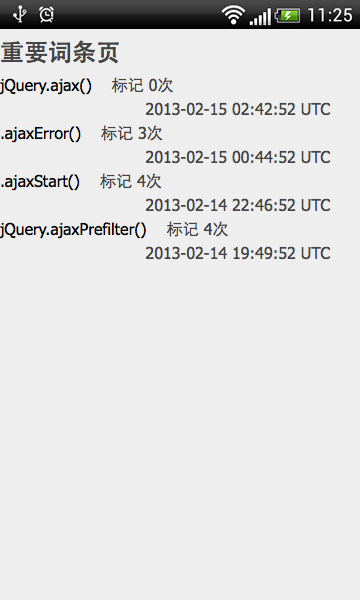 11:25
重要词条页
jQuery.ajax() 标记 0次
2013-02-15 02:42:52 UTC
.ajaxError() 标记 3次
2013-02-15 00:44:52 UTC
.ajaxStart() 标记 4次
2013-02-14 22:46:52 UTC
jQuery.ajaxPrefilter() 标记 4次
2013-02-14 19:49:52 UTC